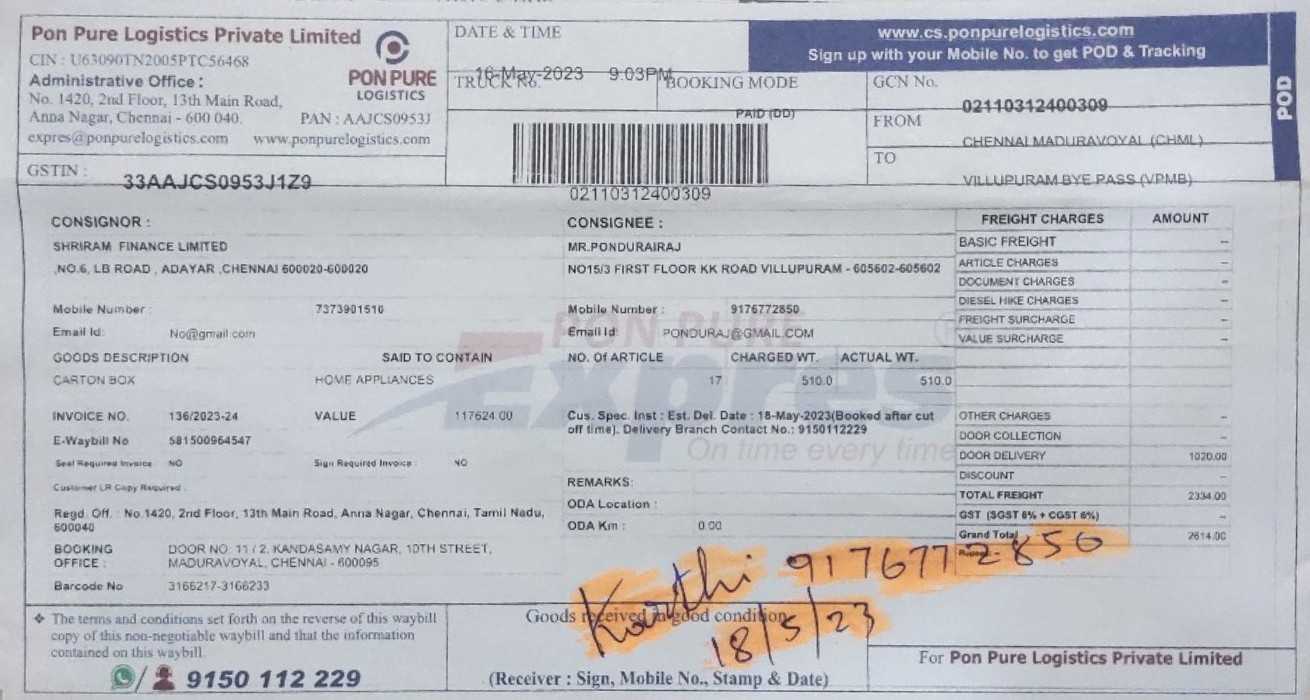 Pon Pure Logistics Private Limited
CIN : U63090TN2005PTC56468
Administrative Office :
No. 1420, 2nd Floor, 13th Main Road,
Anna Nagar, Chennai - 600 040.
PAN : AAJCS0953J
expres@ponpurelogistics.com www.ponpurelogistics.com
PON PURE
LOGISTICS
GSTIN : 33AAJCS0953J1Z9
DATE & TIME
16-May-2023 9:03PM
TRUCK No.
BOOKING MODE
PAID (DD)
02110312400309
www.cs.ponpurelogistics.com
Sign up with your Mobile No. to get POD & Tracking
GCN No.
02110312400309
FROM
CHENNAI MADURAVOYAL (CHML)
TO
VILLUPURAM BYE PASS (VPMB)
POD
CONSIGNOR :
SHRIRAM FINANCE LIMITED
,NO.6, LB ROAD , ADAYAR ,CHENNAI 600020-600020
Mobile Number : 7373901510
Email Id: No@gmail.com
CONSIGNEE :
MR.PONDURAIRAJ
NO15/3 FIRST FLOOR KK ROAD VILLUPURAM - 605602-605602
Mobile Number : 9176772850
Email Id: PONDURAJ@GMAIL.COM
GOODS DESCRIPTION SAID TO CONTAIN NO. Of ARTICLE CHARGED WT. ACTUAL WT.
CARTON BOX HOME APPLIANCES 17 510.0 510.0
INVOICE NO. 136/2023-24 VALUE 117624.00
E-Waybill No 581500964547
Seal Required Invoice NO Sign Required Invoice : NO
Customer LR Copy Required :
Regd. Off. : No.1420, 2nd Floor, 13th Main Road, Anna Nagar, Chennai, Tamil Nadu,
600040
BOOKING OFFICE : DOOR NO: 11 / 2, KANDASAMY NAGAR, 10TH STREET,
MADURAVOYAL, CHENNAI - 600095
Barcode No 3166217-3166233
Cus. Spec. Inst : Est. Del. Date : 18-May-2023(Booked after cut
off time). Delivery Branch Contact No.: 9150112229
REMARKS:
ODA Location :
ODA Km : 0.00
PON PURE
Expres
On time every time
FREIGHT CHARGES AMOUNT
BASIC FREIGHT --
ARTICLE CHARGES --
DOCUMENT CHARGES --
DIESEL HIKE CHARGES --
FREIGHT SURCHARGE --
VALUE SURCHARGE --
OTHER CHARGES --
DOOR COLLECTION --
DOOR DELIVERY 1020.00
DISCOUNT --
TOTAL FREIGHT 2334.00
GST (SGST 6% + CGST 6%) --
Grand Total 2614.00
Rupees -
Karthi 9176772850
18/5/23
Goods received in good condition
(Receiver : Sign, Mobile No., Stamp & Date)
❖ The terms and conditions set forth on the reverse of this waybill
copy of this non-negotiable waybill and that the information
contained on this waybill.
/ 9150 112 229
For Pon Pure Logistics Private Limited